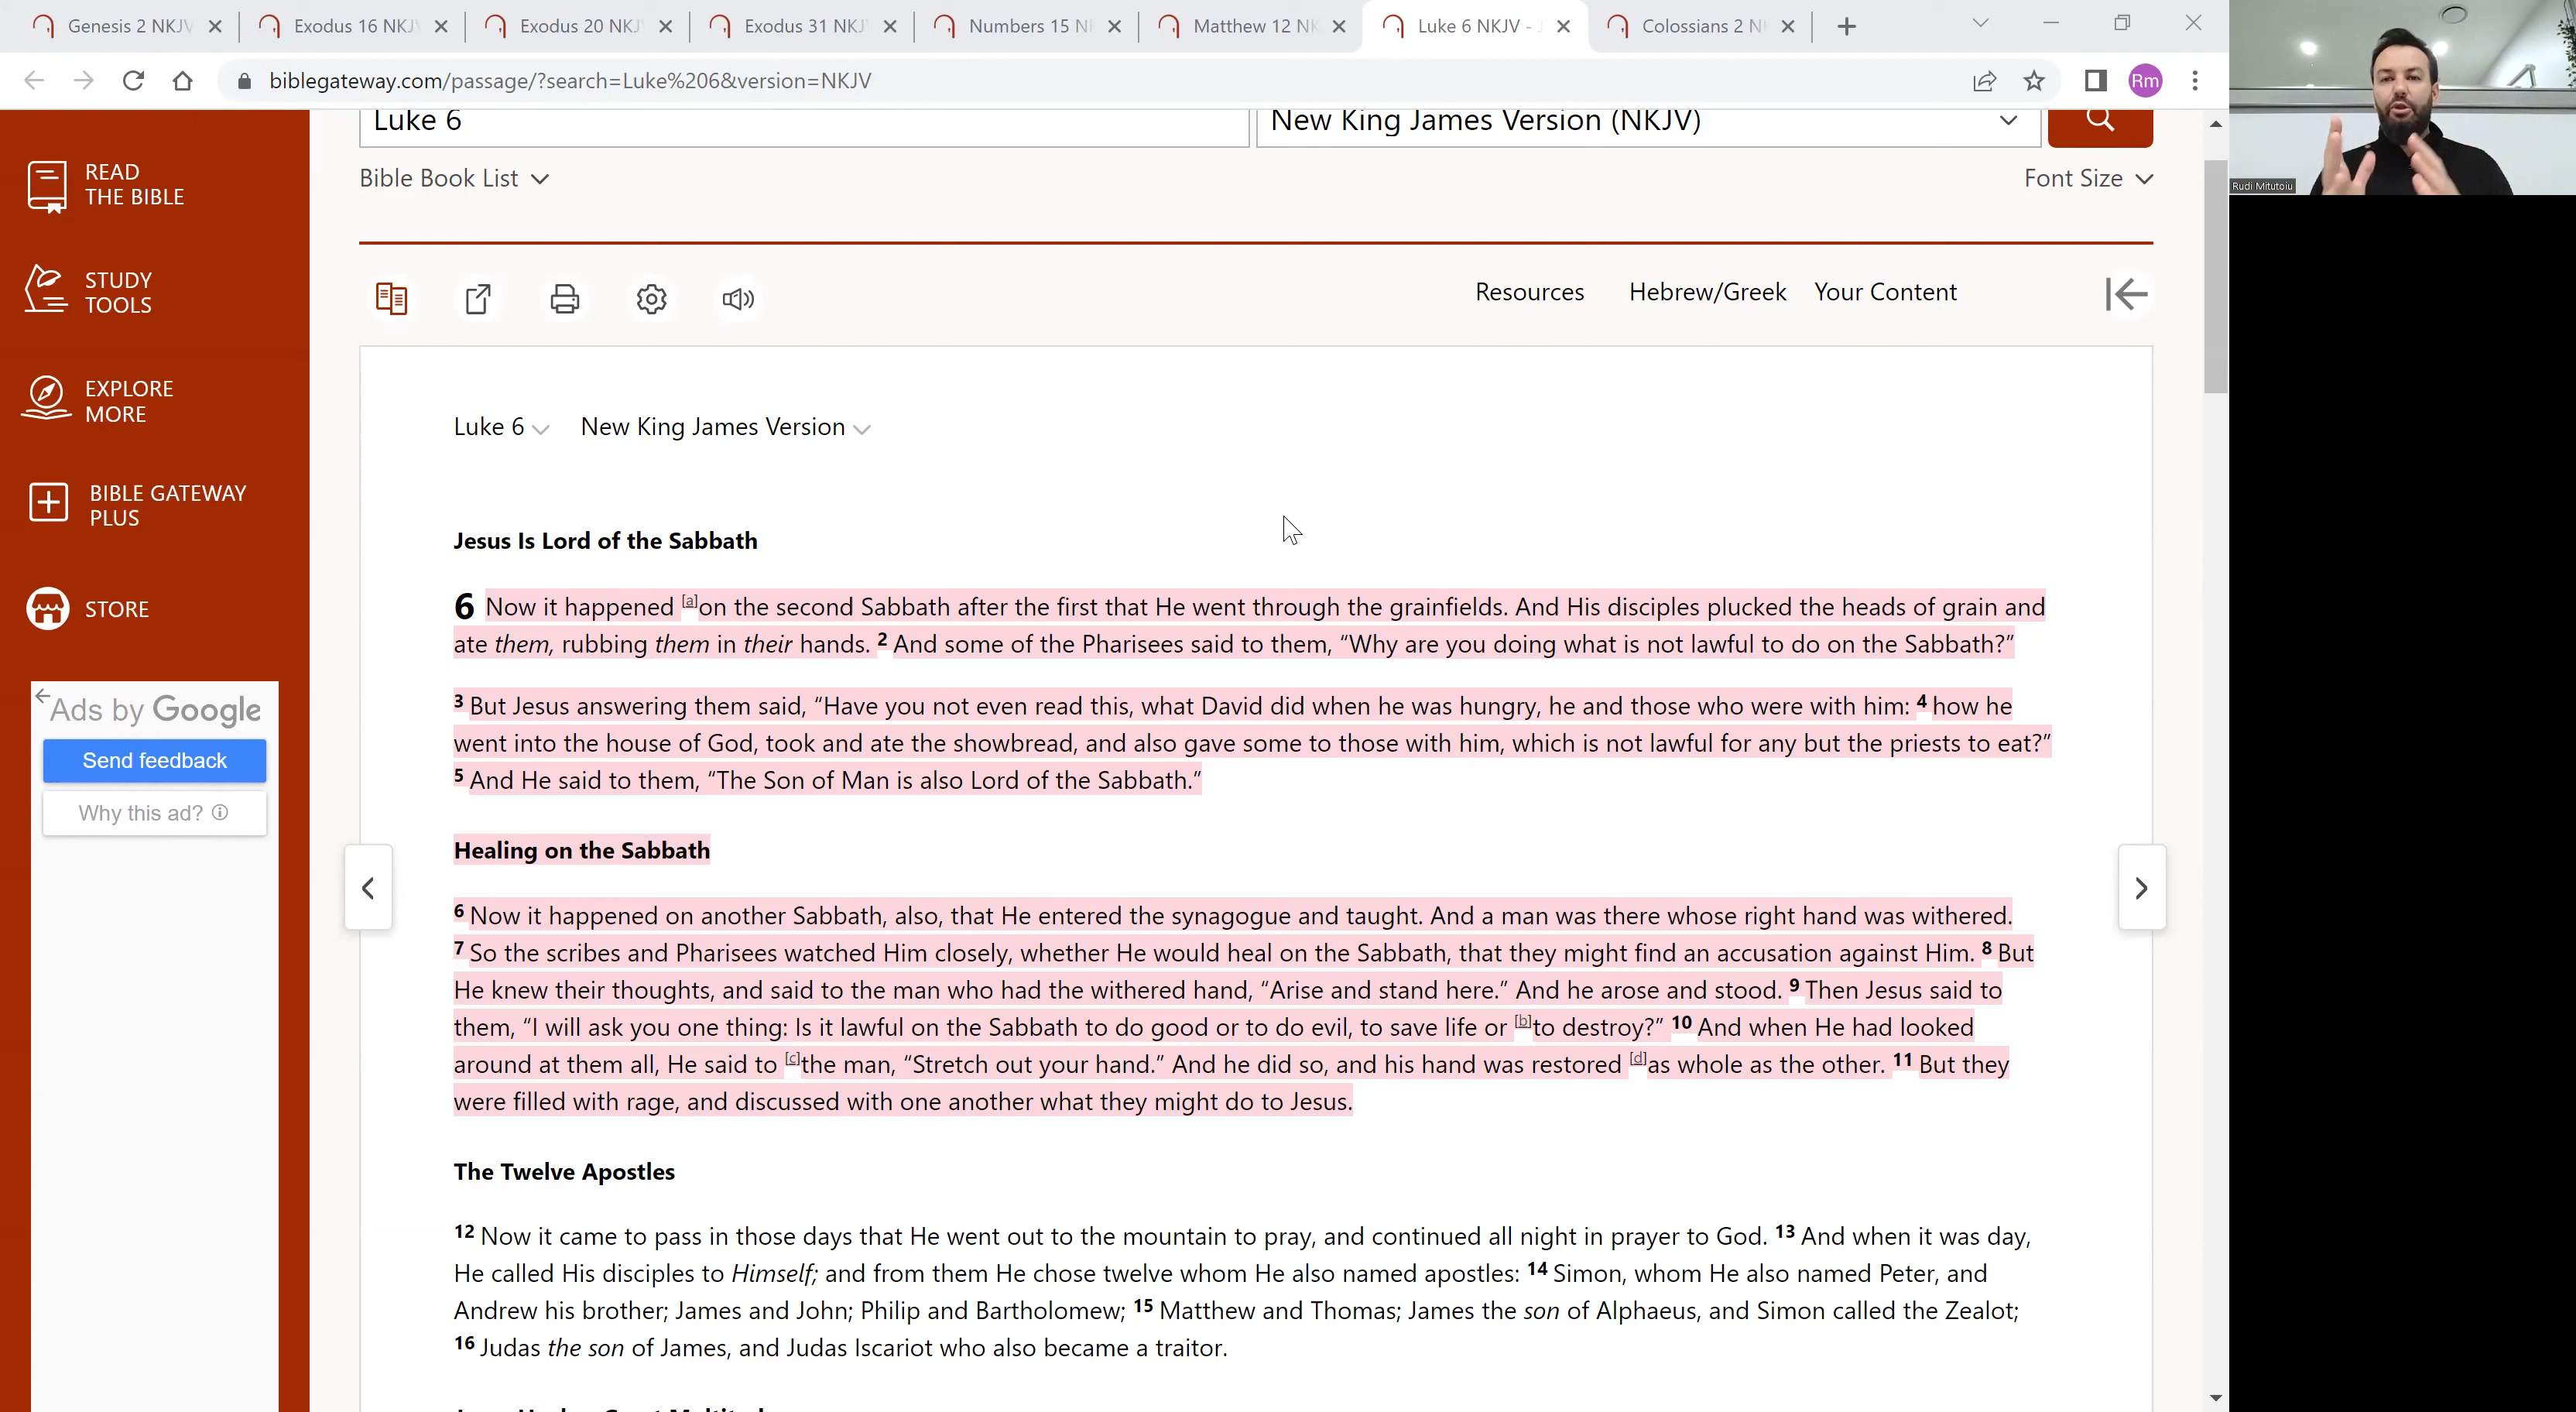 Genesis 2 NKJV
Exodus 16 NKJV
Exodus 20 NKJ
Exodus 31 NKJ
Numbers 15 N
Matthew 12 NK
Luke 6 NKJV -
Colossians 2 N
biblegateway.com/passage/?search=Luke%206&version=NKJV
Rm
Luke 6
New King James Version (NKJV)
Bible Book List
Font Size
Rudi Mitutoiu
READ
THE BIBLE
STUDY
TOOLS
EXPLORE
MORE
BIBLE GATEWAY
PLUS
STORE
Ads by Google
Send feedback
Why this ad?
Resources
Hebrew/Greek
Your Content
Luke 6
New King James Version
Jesus Is Lord of the Sabbath
6 Now it happened [a]on the second Sabbath after the first that He went through the grainfields. And His disciples plucked the heads of grain and
ate them, rubbing them in their hands. 2 And some of the Pharisees said to them, “Why are you doing what is not lawful to do on the Sabbath?”
3 But Jesus answering them said, “Have you not even read this, what David did when he was hungry, he and those who were with him: 4 how he
went into the house of God, took and ate the showbread, and also gave some to those with him, which is not lawful for any but the priests to eat?”
5 And He said to them, “The Son of Man is also Lord of the Sabbath.”
Healing on the Sabbath
6 Now it happened on another Sabbath, also, that He entered the synagogue and taught. And a man was there whose right hand was withered.
7 So the scribes and Pharisees watched Him closely, whether He would heal on the Sabbath, that they might find an accusation against Him. 8 But
He knew their thoughts, and said to the man who had the withered hand, “Arise and stand here.” And he arose and stood. 9 Then Jesus said to
them, “I will ask you one thing: Is it lawful on the Sabbath to do good or to do evil, to save life or [b]to destroy?” 10 And when He had looked
around at them all, He said to [c]the man, “Stretch out your hand.” And he did so, and his hand was restored [d]as whole as the other. 11 But they
were filled with rage, and discussed with one another what they might do to Jesus.
The Twelve Apostles
12 Now it came to pass in those days that He went out to the mountain to pray, and continued all night in prayer to God. 13 And when it was day,
He called His disciples to Himself; and from them He chose twelve whom He also named apostles: 14 Simon, whom He also named Peter, and
Andrew his brother; James and John; Philip and Bartholomew; 15 Matthew and Thomas; James the son of Alphaeus, and Simon called the Zealot;
16 Judas the son of James, and Judas Iscariot who also became a traitor.